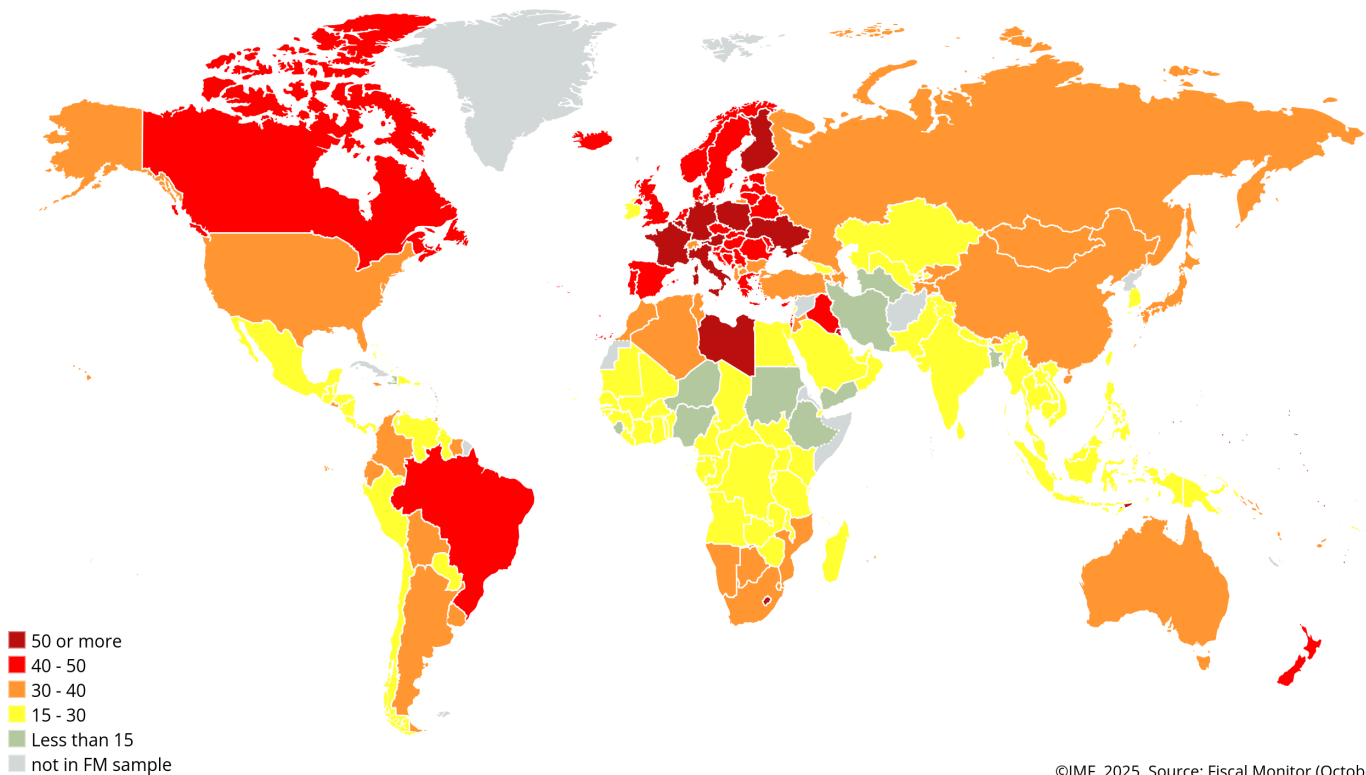 50 or more
40 - 50
30 - 40
15 - 30
Less than 15
not in FM sample
©IMF, 2025, Source: Fiscal Monitor (Octob